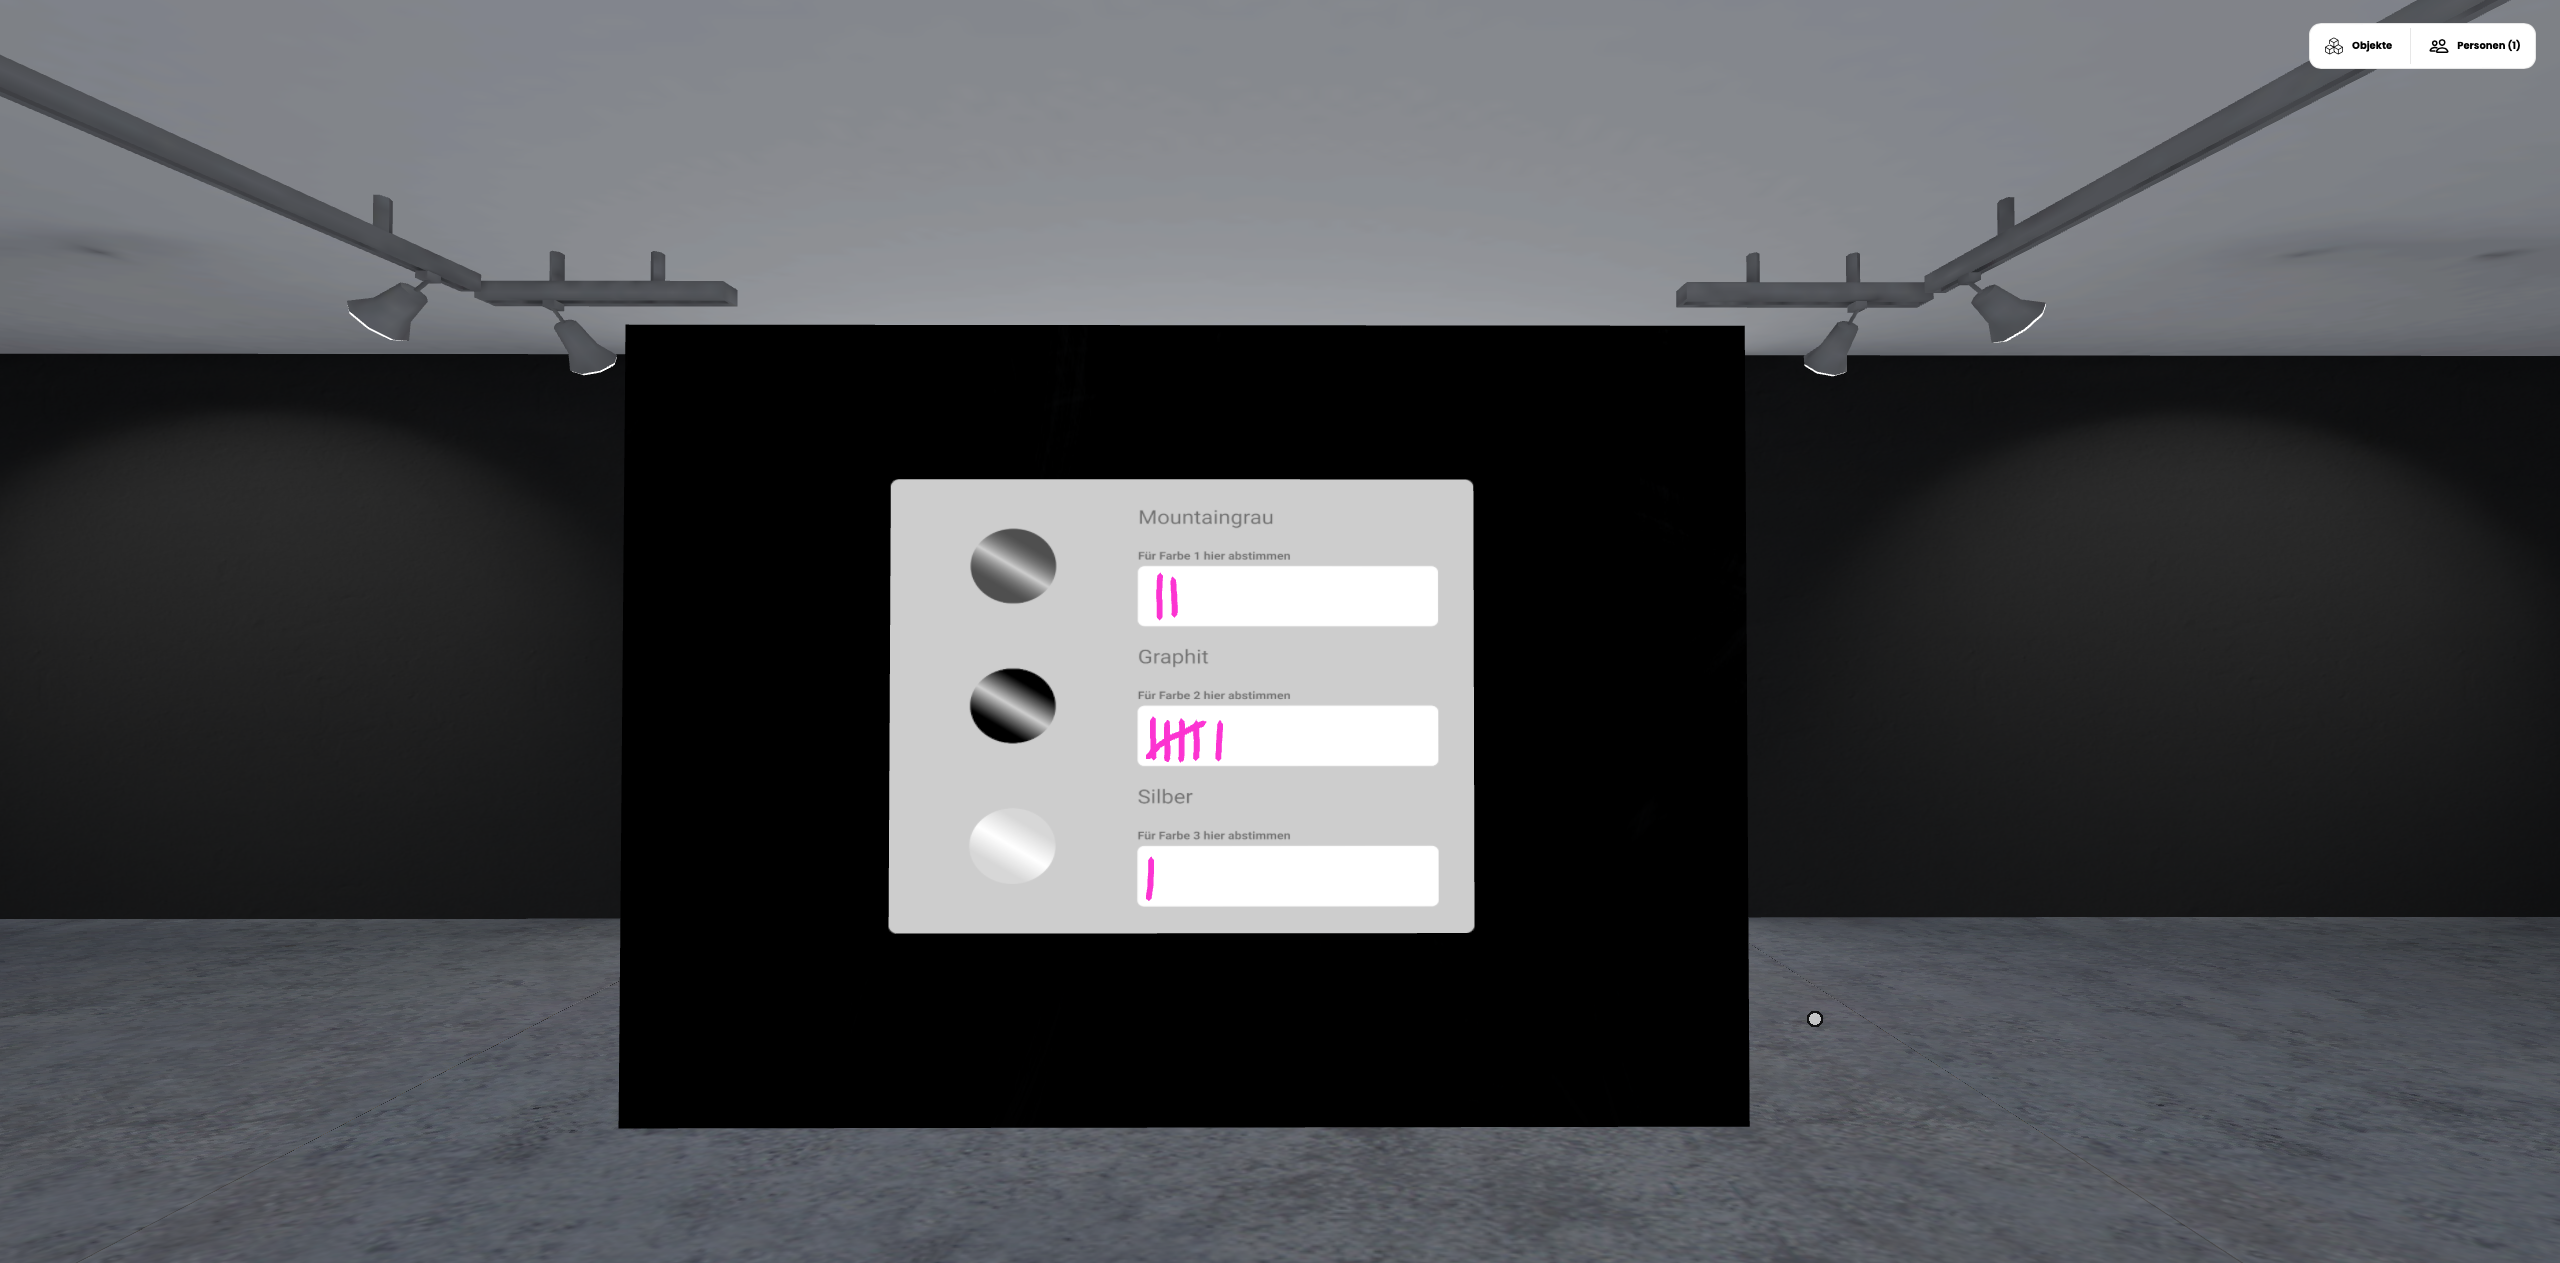 Objekte
Personen (1)
Mountaingrau
Für Farbe 1 hier abstimmen
Graphit
Für Farbe 2 hier abstimmen
Silber
Für Farbe 3 hier abstimmen